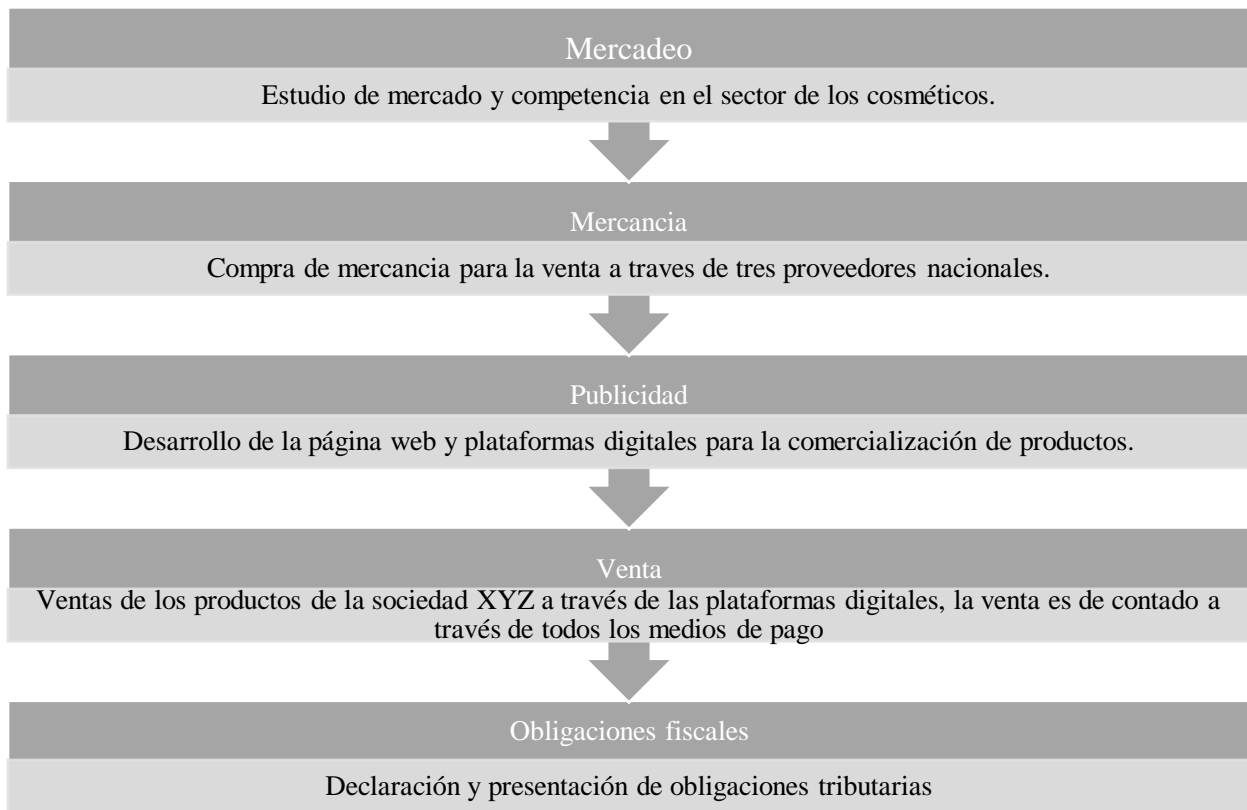 Mercadeo
Estudio de mercado y competencia en el sector de los cosméticos.
Mercancia
Compra de mercancia para la venta a traves de tres proveedores nacionales.
Publicidad
Desarrollo de la página web y plataformas digitales para la comercialización de productos.
Venta
Ventas de los productos de la sociedad XYZ a través de las plataformas digitales, la venta es de contado a
través de todos los medios de pago
Obligaciones fiscales
Declaración y presentación de obligaciones tributarias